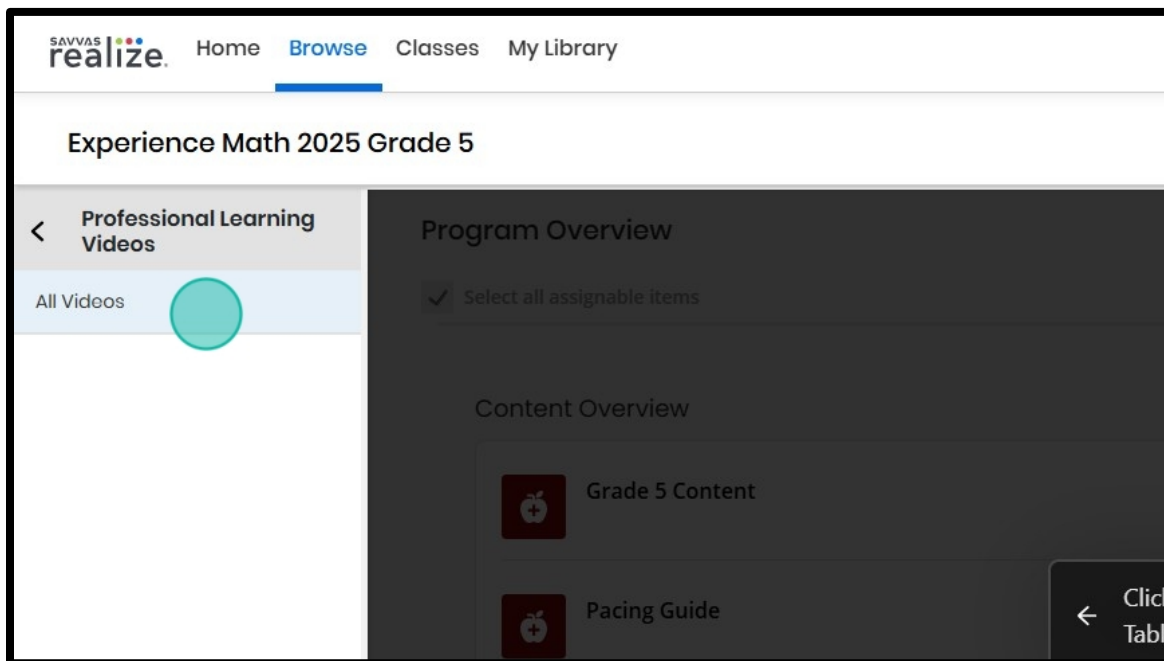 savvas realize. Home Browse Classes My Library
Experience Math 2025 Grade 5
Professional Learning
Videos
All Videos
Program Overview
Select all assignable items
Content Overview
Grade 5 Content
Pacing Guide